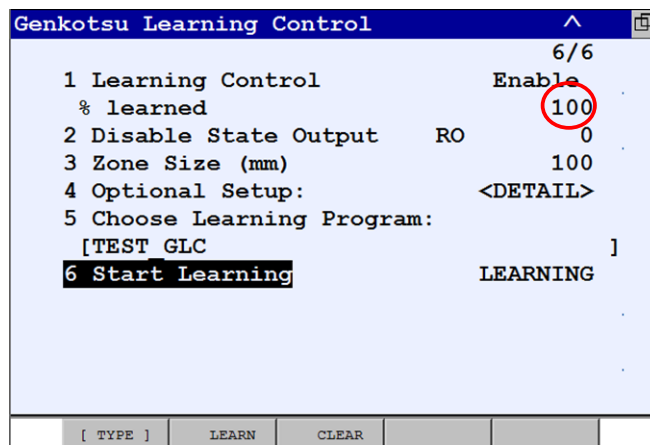 Genkotsu Learning Control
6/6
1 Learning Control Enable
% learned 100
2 Disable State Output RO 0
3 Zone Size (mm) 100
4 Optional Setup: <DETAIL>
5 Choose Learning Program:
[TEST_GLC ]
6 Start Learning LEARNING
[ TYPE ] LEARN CLEAR